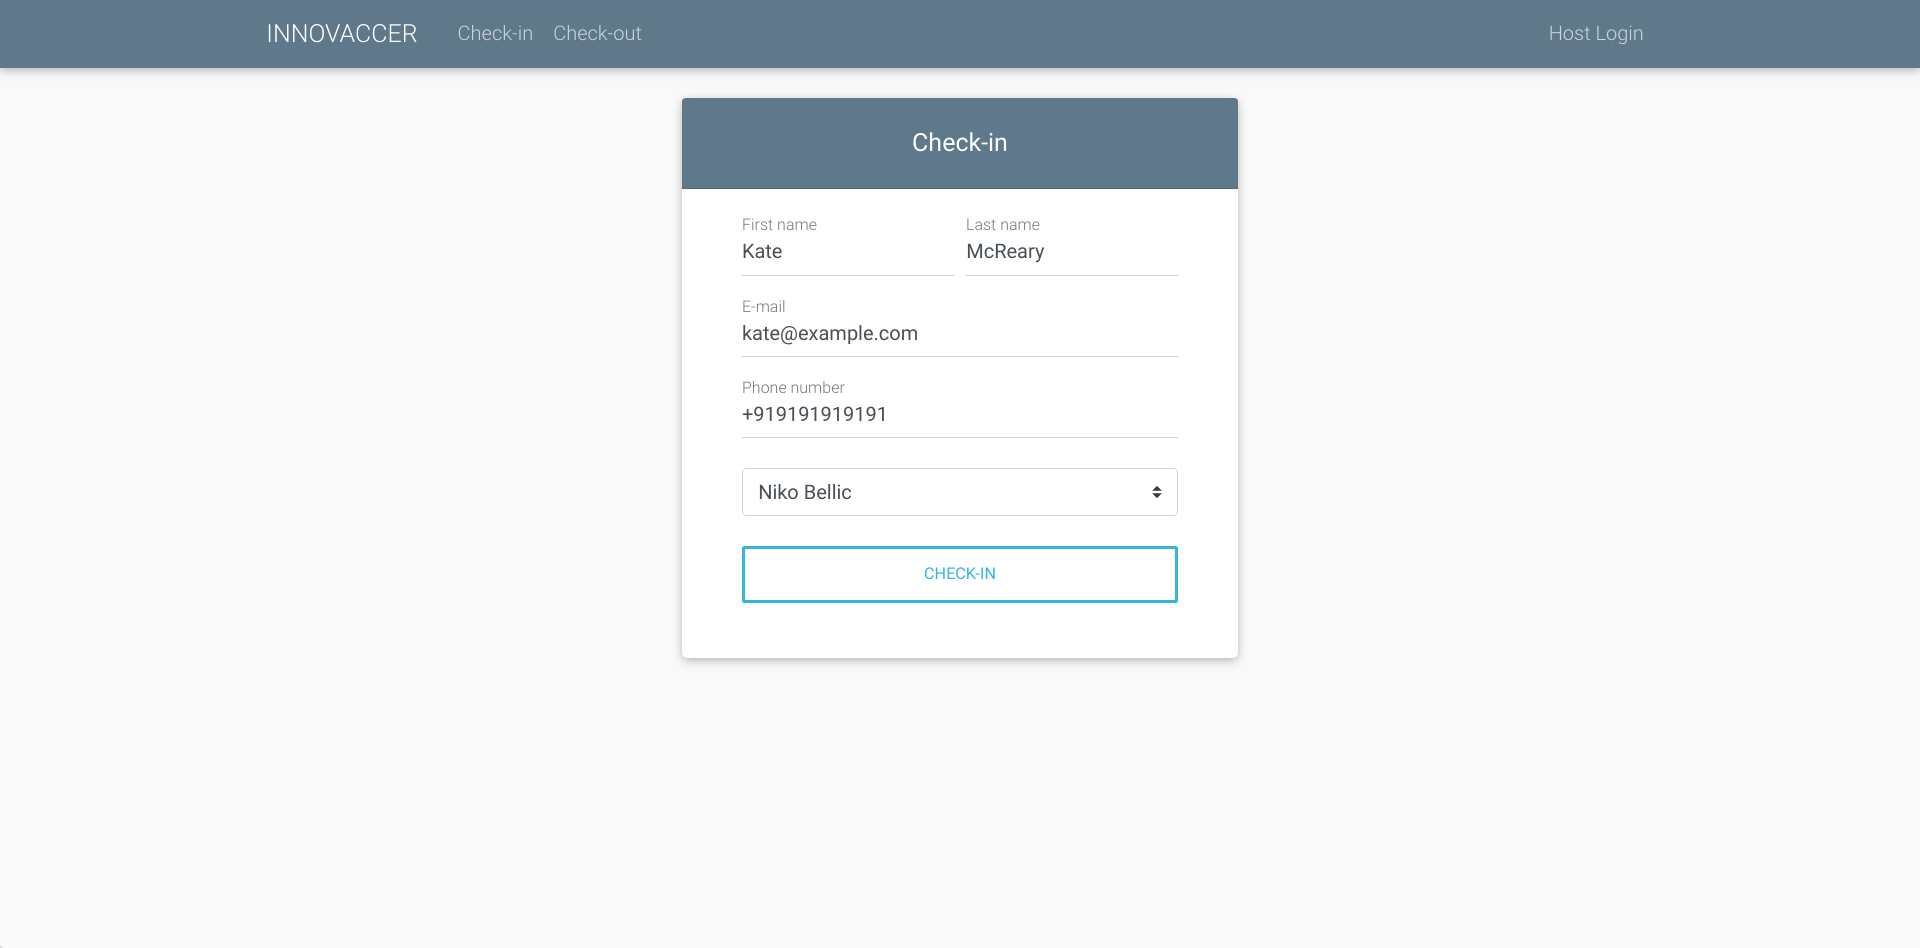 INNOVACCER Check-in Check-out Host Login
Check-in
First name Last name
Kate McReary
E-mail
kate@example.com
Phone number
+919191919191
Niko Bellic
CHECK-IN